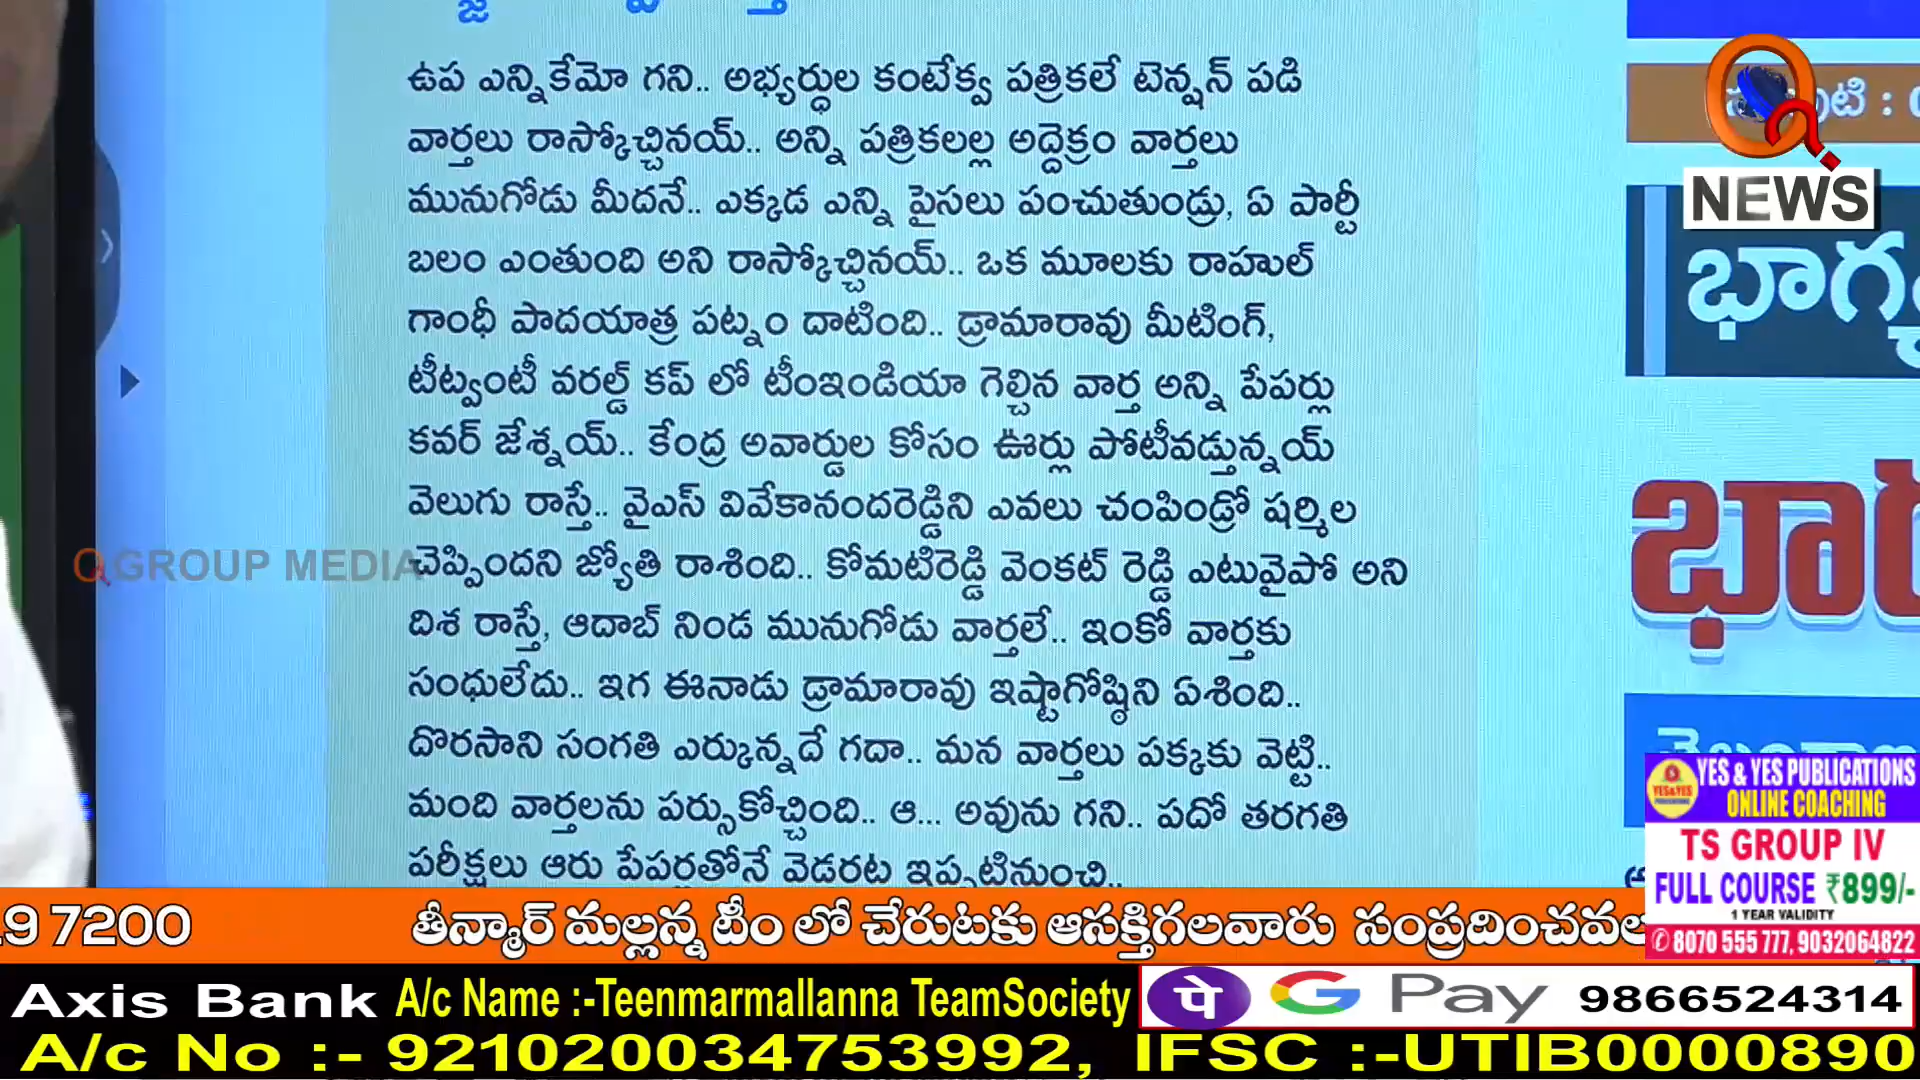 ఉప ఎన్నికేమో గని.. అభ్యర్థుల కంటేక్వ పత్రికలే టెన్షన్ పడి
వార్తలు రాస్కోచ్చినయ్.. అన్ని పత్రికలల్ల అద్దెక్రం వార్తలు
మునుగోడు మీదనే.. ఎక్కడ ఎన్ని పైసలు పంచుతుండ్రు, ఏ పార్టీ
బలం ఎంతుంది అని రాస్కోచ్చినయ్.. ఒక మూలకు రాహుల్
గాంధీ పాదయాత్ర పట్నం దాటింది.. డ్రామారావు మీటింగ్,
టీట్వంటీ వరల్డ్ కప్ లో టీంఇండియా గెల్చిన వార్త అన్ని పేపర్లు
కవర్ జేశ్నయ్.. కేంద్ర అవార్డుల కోసం ఊర్లు పోటీవడ్తున్నయ్
వెలుగు రాస్తే.. వైఎస్ వివేకానందరెడ్డిని ఎవలు చంపిండ్రో షర్మిల
చెప్పిందని జ్యోతి రాశింది.. కోమటిరెడ్డి వెంకట్ రెడ్డి ఎటువైపో అని
దిశ రాస్తే, ఆదాబ్ నిండ మునుగోడు వార్తలే.. ఇంకో వార్తకు
సంధులేదు.. ఇగ ఈనాడు డ్రామారావు ఇష్టాగోష్ఠిని ఏశింది..
దొరసాని సంగతి ఎర్కున్నదే గదా.. మన వార్తలు పక్కకు వెట్టి..
మంది వార్తలను పర్సుకోచ్చింది.. ఆ... అవును గని.. పదో తరగతి
పరీక్షలు ఆరు పేపర్లతోనే వెడరట ఇప్పటినుంచి..
Q GROUP MEDIA
NEWS
YES & YES PUBLICATIONS
ONLINE COACHING
TS GROUP IV
FULL COURSE ₹899/-
1 YEAR VALIDITY
8070 555 777, 9032064822
7200 తీన్మార్ మల్లన్న టీం లో చేరుటకు ఆసక్తిగలవారు
Axis Bank A/c Name :-Teenmarmallanna TeamSociety
పే G Pay 9866524314
A/c No :- 921020034753992, IFSC :-UTIB0000890